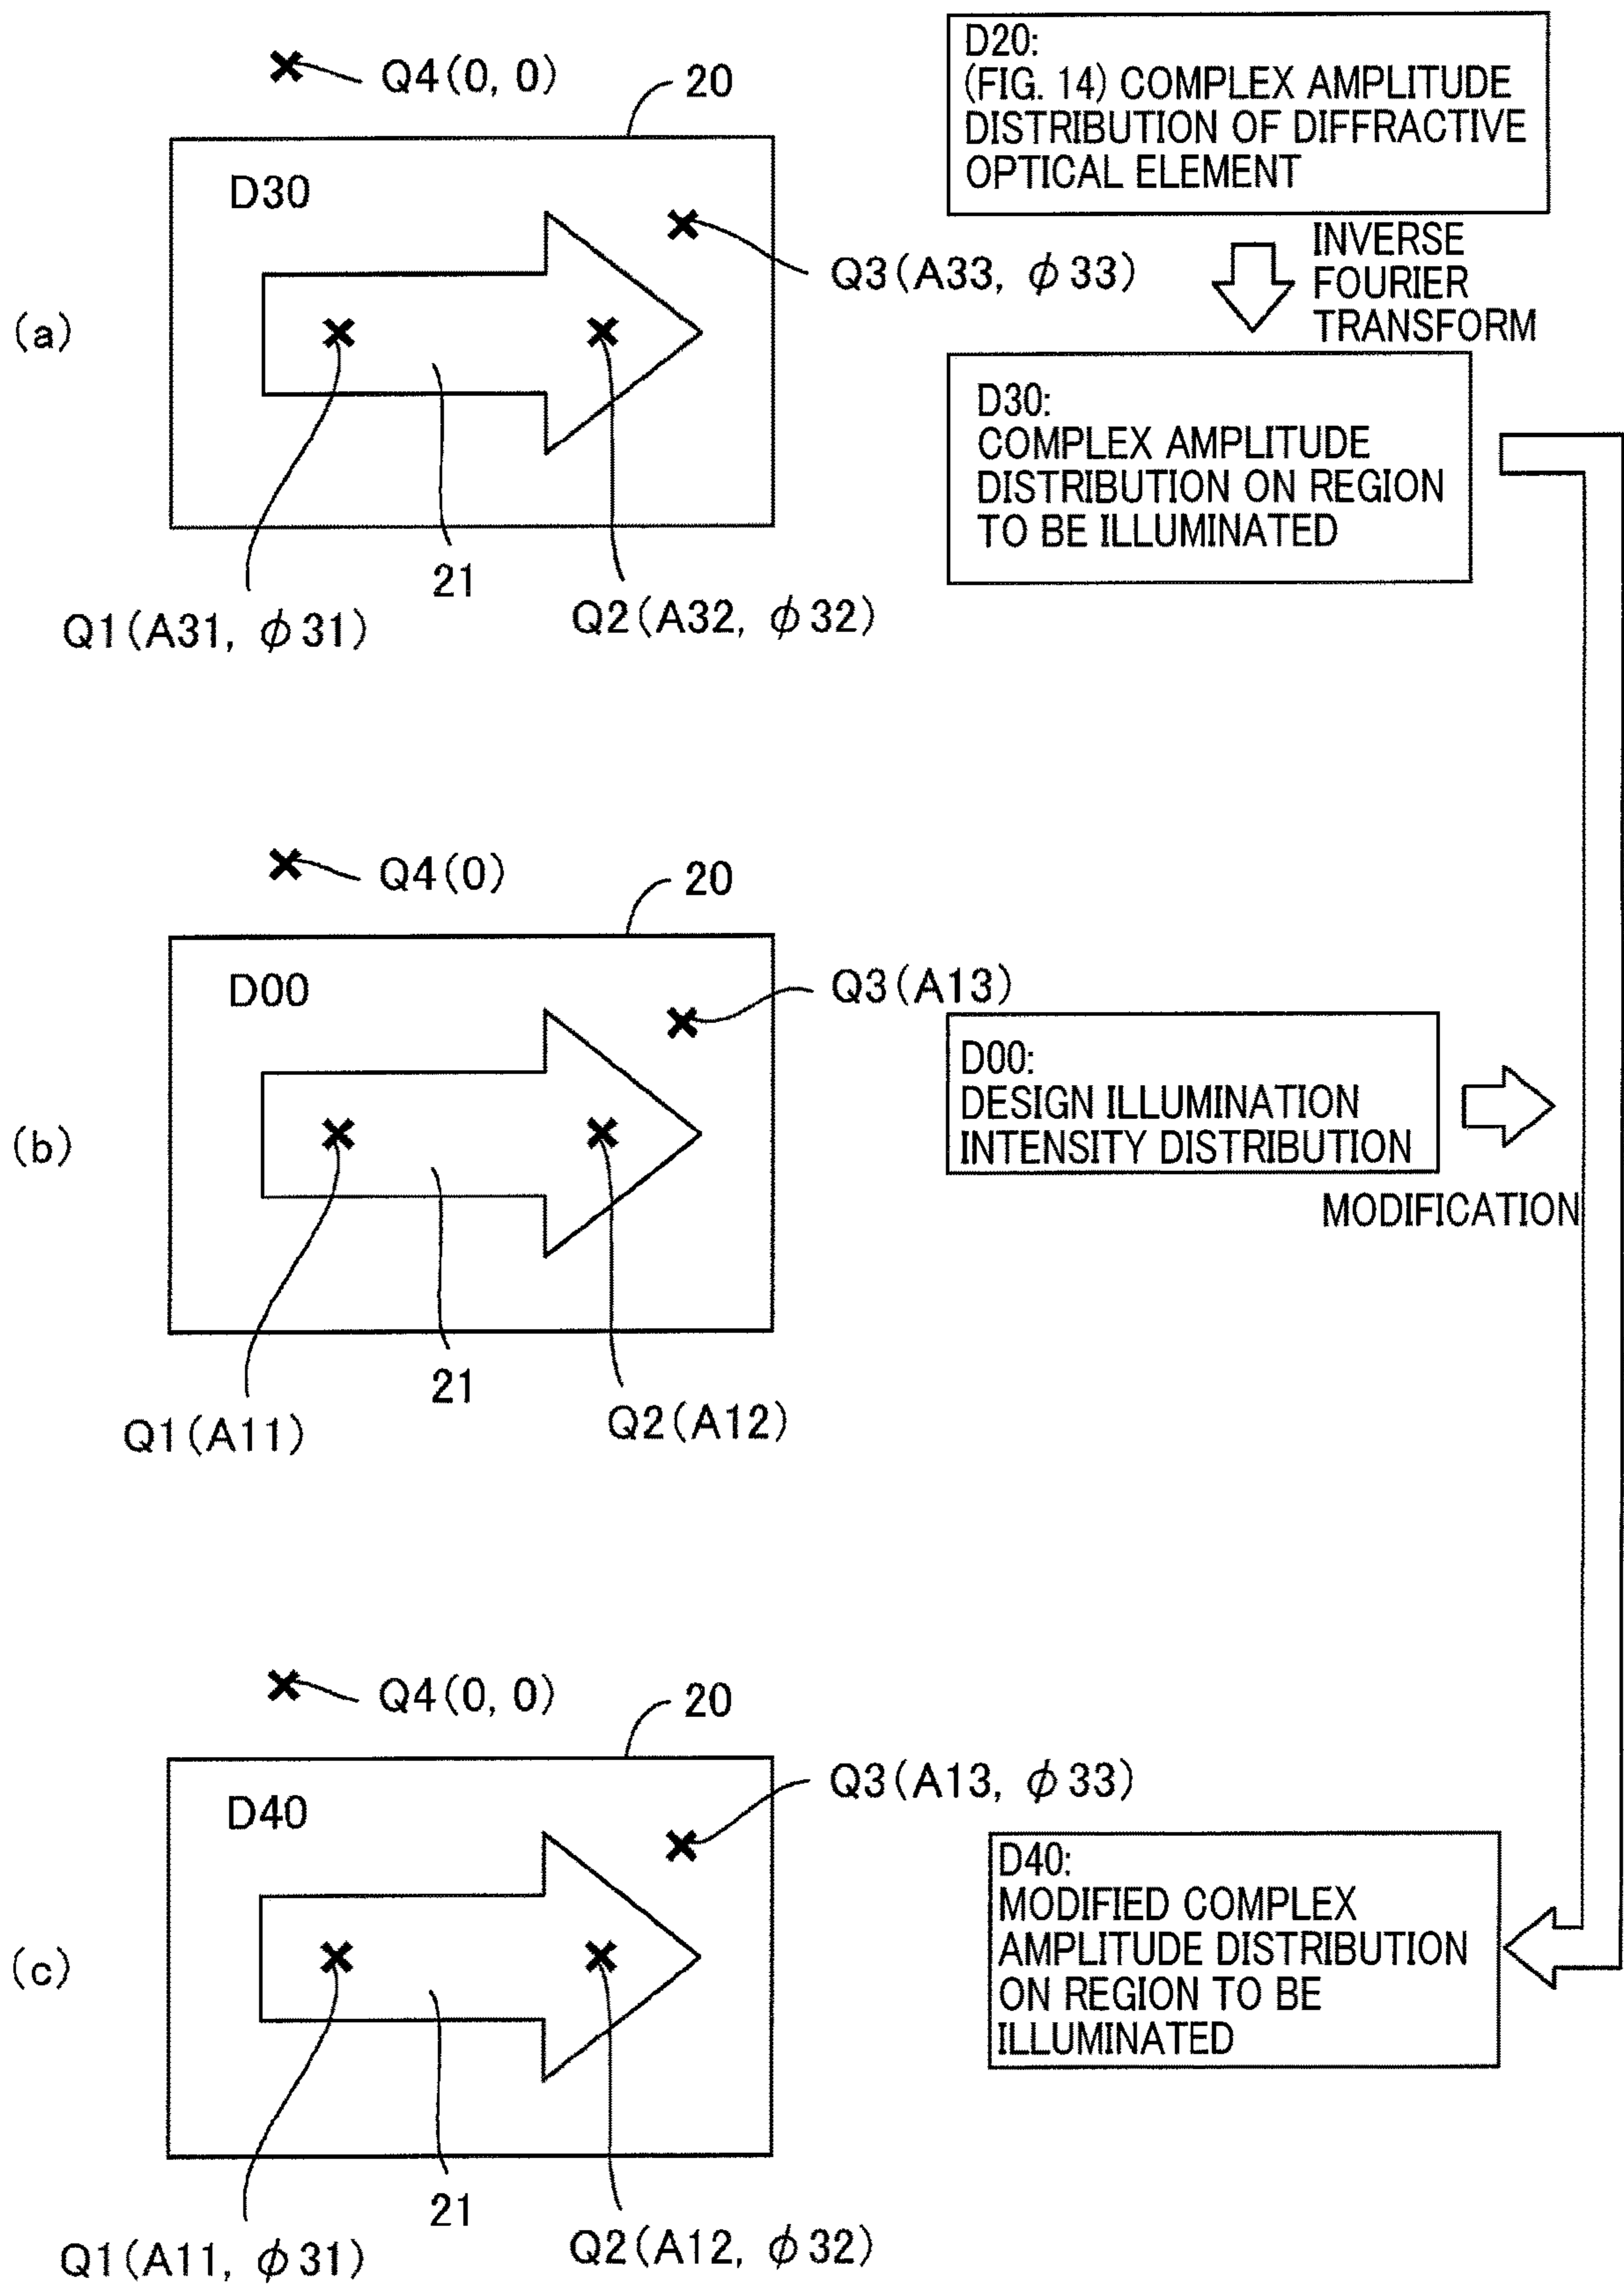 Q4(0, 0)
20
D30
Q3(A33, φ33)
(a)
21
Q1(A31, φ31)
Q2(A32, φ32)
D20:
(FIG. 14) COMPLEX AMPLITUDE
DISTRIBUTION OF DIFFRACTIVE
OPTICAL ELEMENT
INVERSE
FOURIER
TRANSFORM
D30:
COMPLEX AMPLITUDE
DISTRIBUTION ON REGION
TO BE ILLUMINATED
Q4(0)
20
D00
Q3(A13)
(b)
21
Q1(A11)
Q2(A12)
D00:
DESIGN ILLUMINATION
INTENSITY DISTRIBUTION
MODIFICATION
Q4(0, 0)
20
D40
Q3(A13, φ33)
(c)
21
Q1(A11, φ31)
Q2(A12, φ32)
D40:
MODIFIED COMPLEX
AMPLITUDE DISTRIBUTION
ON REGION TO BE
ILLUMINATED